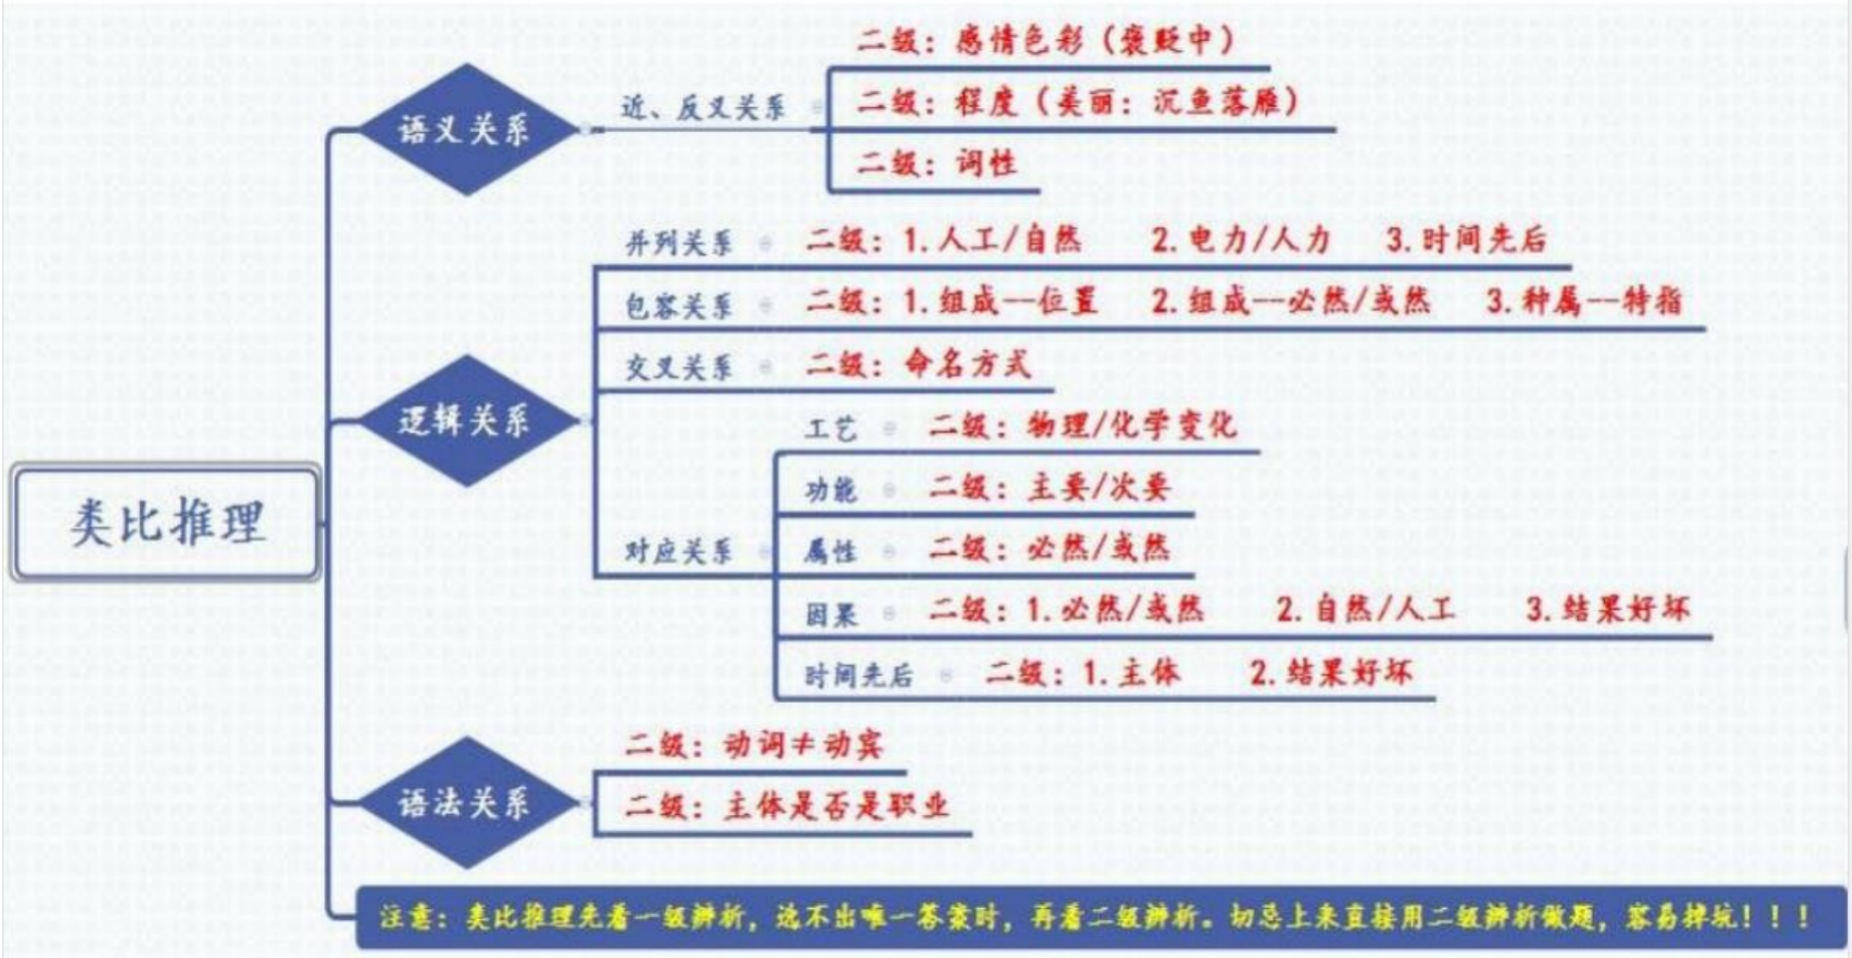 类比推理
语义关系
近、反义关系
二级：感情色彩（褒贬中）
二级：程度（美丽：沉鱼落雁）
二级：词性
逻辑关系
并列关系 二级：1.人工/自然 2.电力/人力 3.时间先后
包容关系 二级：1.组成--位置 2.组成--必然/或然 3.种属--特指
交叉关系 二级：命名方式
对应关系
工艺 二级：物理/化学变化
功能 二级：主要/次要
属性 二级：必然/或然
因果 二级：1.必然/或然 2.自然/人工 3.结果好坏
时间先后 二级：1.主体 2.结果好坏
语法关系
二级：动词≠动宾
二级：主体是否是职业
注意：类比推理先看一级辨析，选不出唯一答案时，再看二级辨析。切忌上来直接用二级辨析做题，容易掉坑！！！